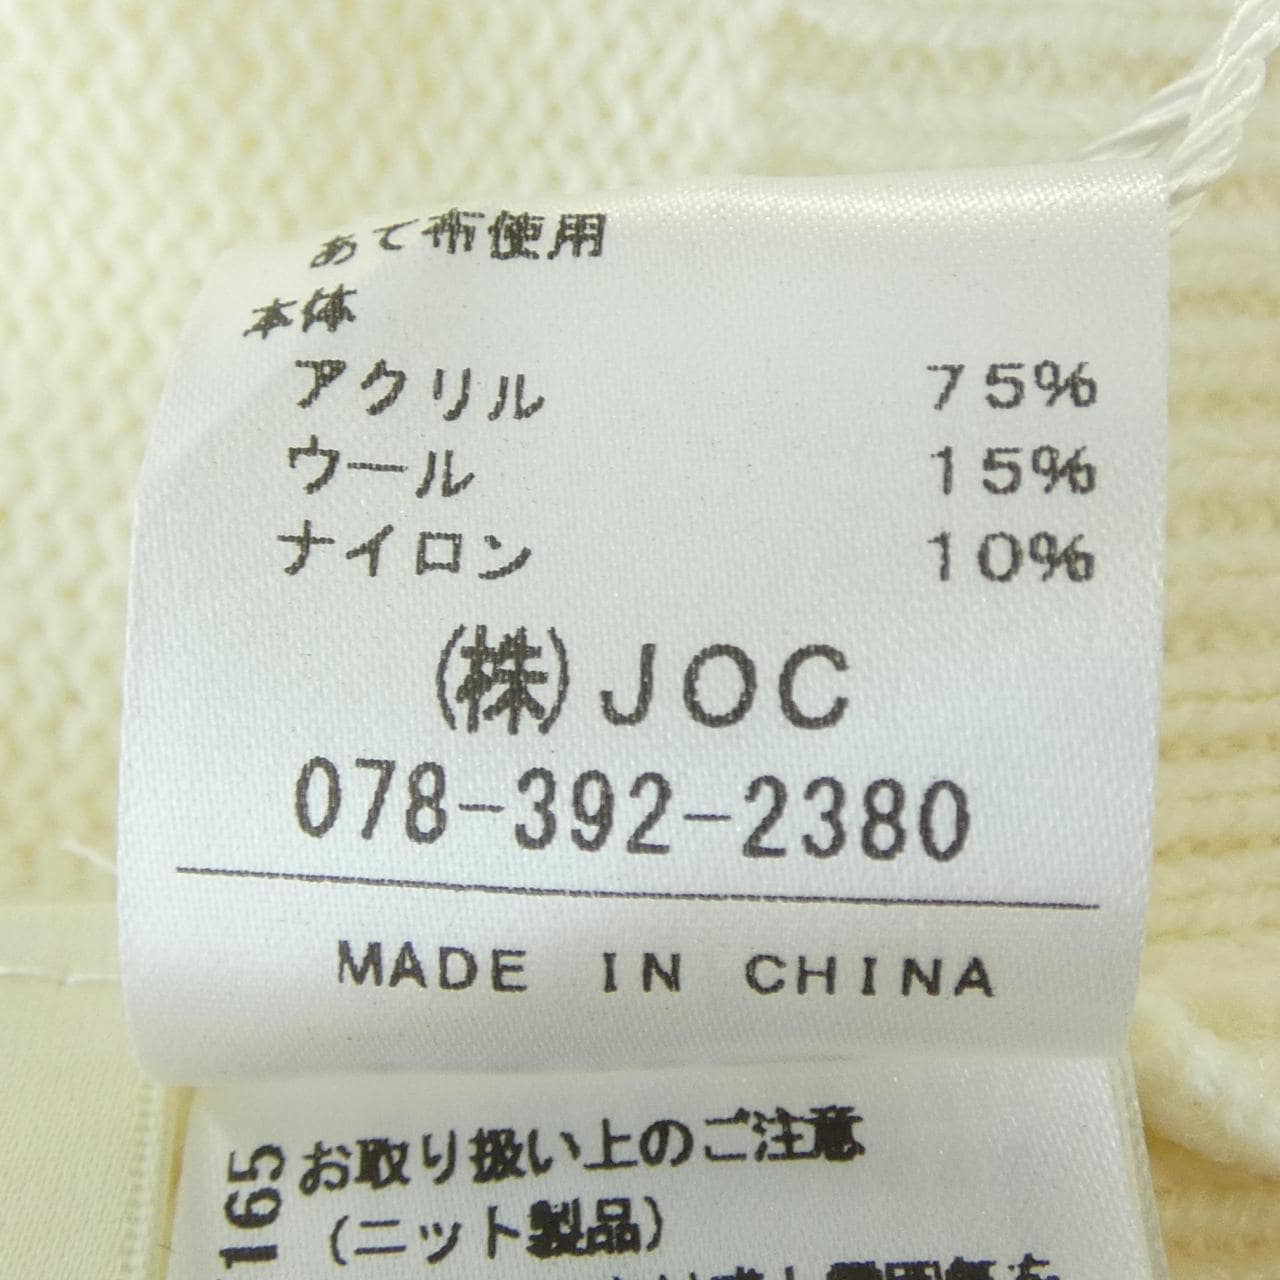 あて布使用
本体
アクリル 75%
ウール 15%
ナイロン 10%
(株)JOC
078-392-2380
MADE IN CHINA
お取り扱い上のご注意
(ニット製品)
165